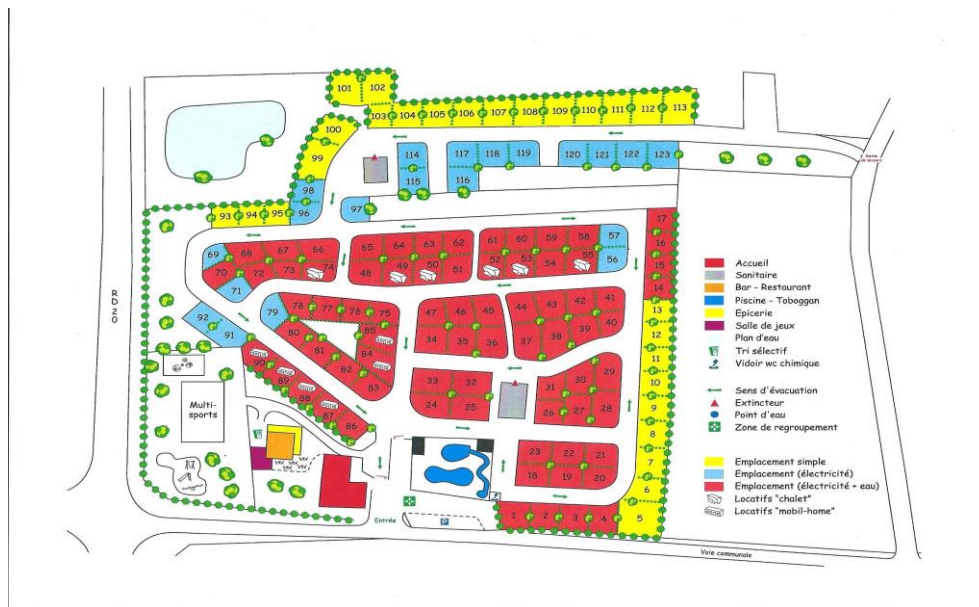 101 102
103 104 105 106 107 108 109 110 111 112 113
100
99
114 117 118 119 120 121 122 123
115 116
98
96 97
93 94 95
17
16
15
14
69 68 67 66 65 64 63 62 61 60 59 58 57
70 72 73 74 48 49 50 51 52 53 54 55 56
71
92
91
79 78 77 76 75
80 81 82 83
85
84
47 46 45 44 43 42 41
34 35 36 37 38 39 40
13
12
11
10
9
8
7
6
5
90
89
88
87
86
33 32
24 25
31 30 29
26 27 28
23 22 21
18 19 20
1 2 3 4
RD20
Multi-
sports
Entrée
P
Voie communale
Accueil
Sanitaire
Bar - Restaurant
Piscine - Toboggan
Epicerie
Salle de jeux
Plan d'eau
Tri sélectif
Vidoir wc chimique
Sens d'évacuation
Extincteur
Point d'eau
Zone de regroupement
Emplacement simple
Emplacement (électricité)
Emplacement (électricité + eau)
Locatifs "chalet"
Locatifs "mobil-home"